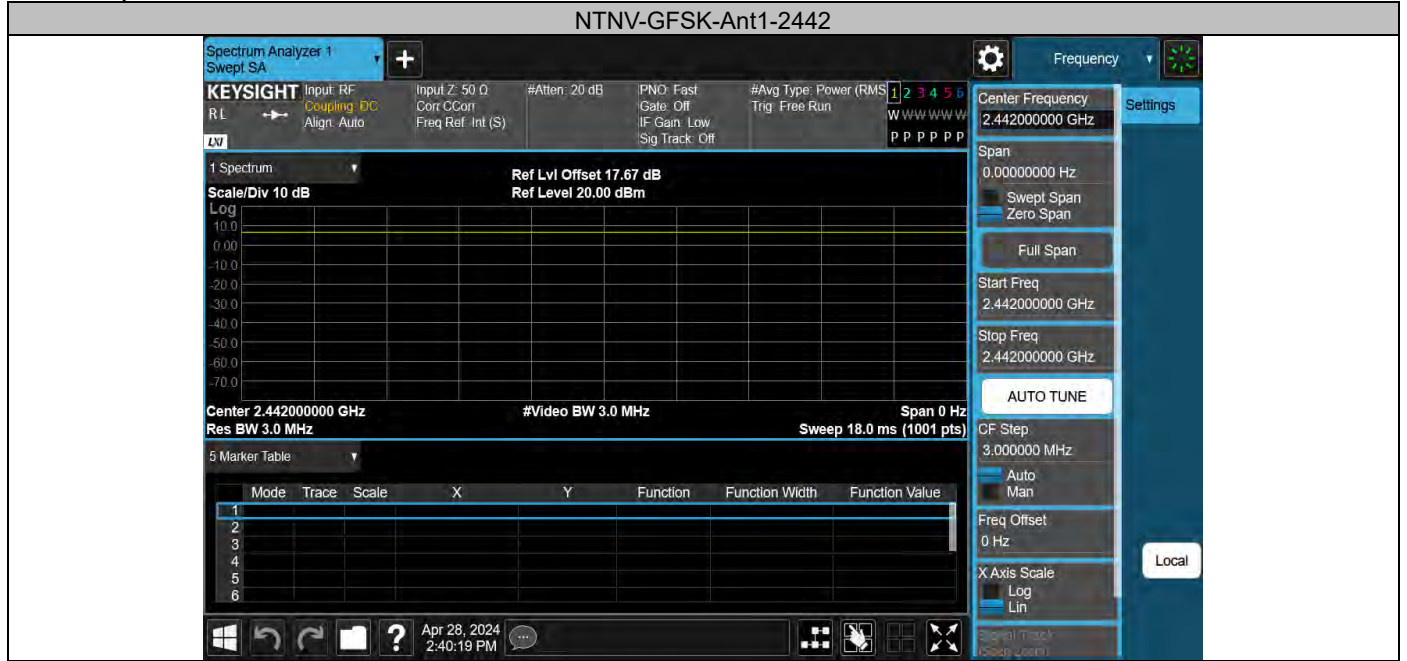 NTNV-GFSK-Ant1-2442
Spectrum Analyzer 1
Swept SA
+
Frequency
KEYSIGHT
RL
LXI
Input: RF
Coupling: DC
Align: Auto
Input Z: 50 Ω
Corr CCorr
Freq Ref: Int (S)
#Atten: 20 dB
PNO: Fast
Gate: Off
IF Gain: Low
Sig Track: Off
#Avg Type: Power (RMS
Trig: Free Run
1 2 3 4 5 6
W W W W W W
P P P P P P
Center Frequency
2.442000000 GHz
Settings
Span
0.00000000 Hz
Swept Span
Zero Span
Full Span
Start Freq
2.442000000 GHz
Stop Freq
2.442000000 GHz
AUTO TUNE
CF Step
3.000000 MHz
Auto
Man
Freq Offset
0 Hz
X Axis Scale
Log
Lin
Signal Track
Local
1 Spectrum
Scale/Div 10 dB
Ref Lvl Offset 17.67 dB
Ref Level 20.00 dBm
Log
10.0
0.00
-10.0
-20.0
-30.0
-40.0
-50.0
-60.0
-70.0
Center 2.442000000 GHz
#Video BW 3.0 MHz
Span 0 Hz
Res BW 3.0 MHz
Sweep 18.0 ms (1001 pts)
5 Marker Table
Mode Trace Scale X Y Function Function Width Function Value
1
2
3
4
5
6
?
Apr 28, 2024
2:40:19 PM